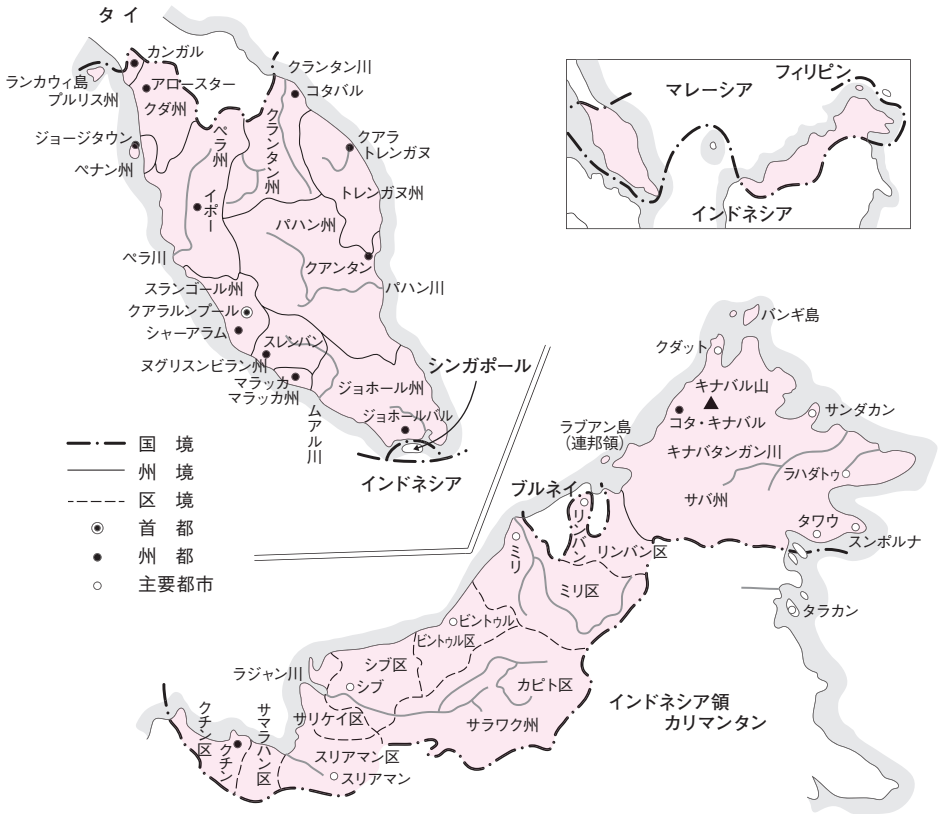 タイ
カンガル
ランカウィ島
プルリス州
アロースター
クダ州
クランタン川
コタバル
ジョージタウン
ペナン州
ペラ州
クランタン州
クアラ
トレンガヌ
トレンガヌ州
イポー
パハン州
ペラ川
クアンタン
パハン川
スランゴール州
クアラルンプール
シャーアラム
スレンバン
ヌグリスンビラン州
マラッカ
マラッカ州
ムアル川
ジョホール州
ジョホールバル
シンガポール
インドネシア
フィリピン
マレーシア
インドネシア
国境
州境
区境
首都
州都
主要都市
バンギ島
クダット
キナバル山
コタ・キナバル
サンダカン
ラブアン島
（連邦領）
キナバタンガン川
ラハダトゥ
サバ州
タワウ
スンポルナ
ブルネイ
リンバン
リンバン区
ミリ
ミリ区
タラカン
ビントゥル
ビントゥル区
シブ区
シブ
ラジャン川
カピト区
サリケイ区
サラワク州
インドネシア領
カリマンタン
クチン区
クチン
サマラハン区
スリアマン区
スリアマン